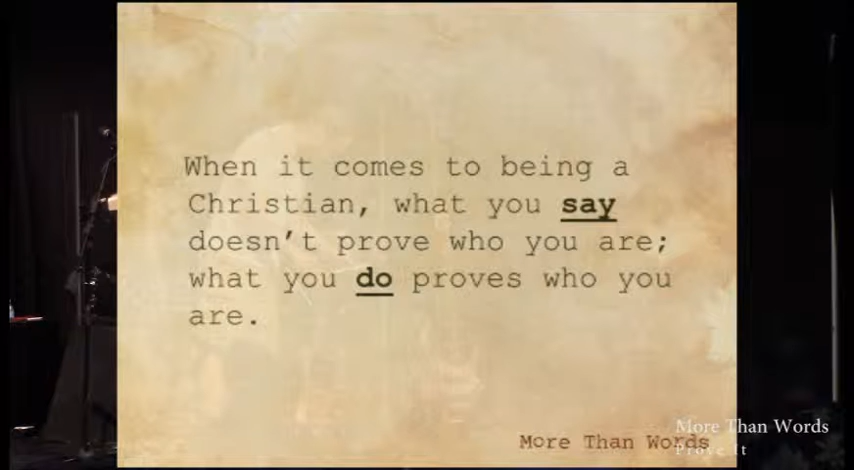 When it comes to being a
Christian, what you say
doesn't prove who you are;
what you do proves who you
are.
More Than Words
More Than Words
Prove It